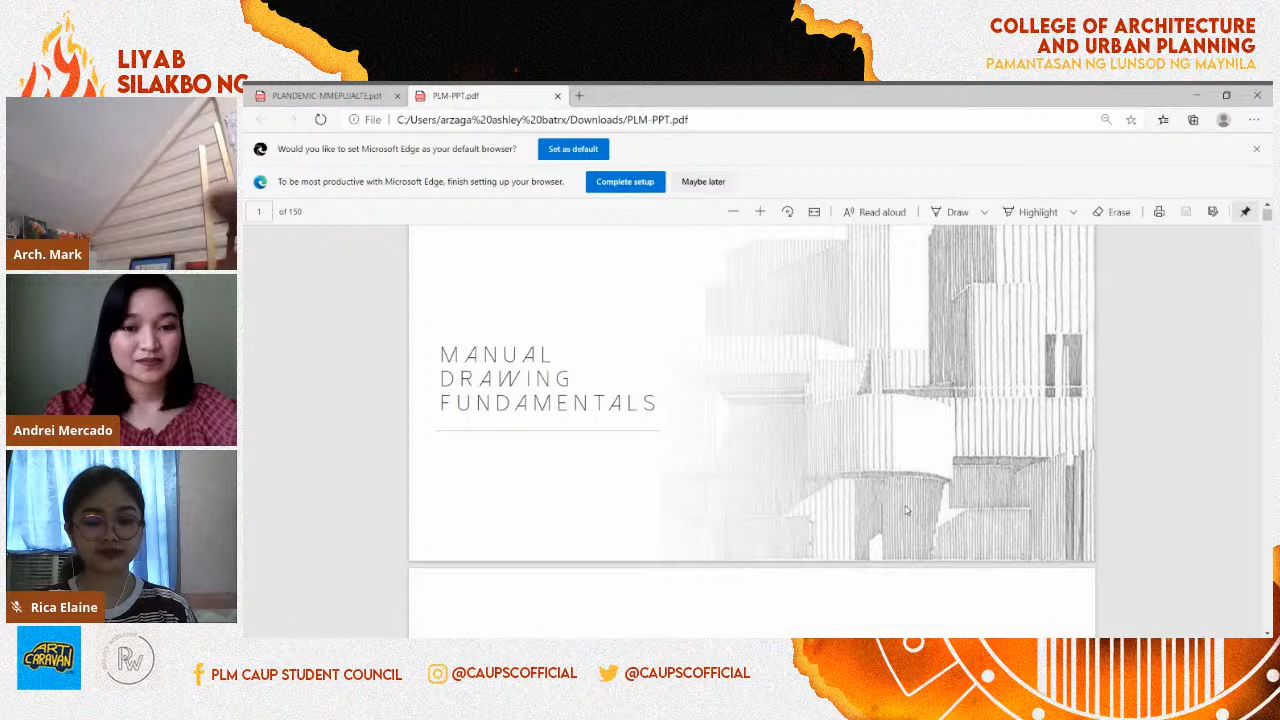 LIYAB
SILAKBO NG
COLLEGE OF ARCHITECTURE
AND URBAN PLANNING
PAMANTASAN NG LUNSOD NG MAYNILA
PLANDEMIC-MMEPUJALTE.pdf
PLM-PPT.pdf
File
C:/Users/arzaga%20ashley%20batrx/Downloads/PLM-PPT.pdf
Would you like to set Microsoft Edge as your default browser?
Set as default
To be most productive with Microsoft Edge, finish setting up your browser.
Complete setup
Maybe later
1 of 150
Read aloud
Draw
Highlight
Erase
MANUAL
DRAWING
FUNDAMENTALS
Arch. Mark
Andrei Mercado
Rica Elaine
ART
CARAVAN
PW
PLM CAUP STUDENT COUNCIL
@CAUPSCOFFICIAL
@CAUPSCOFFICIAL